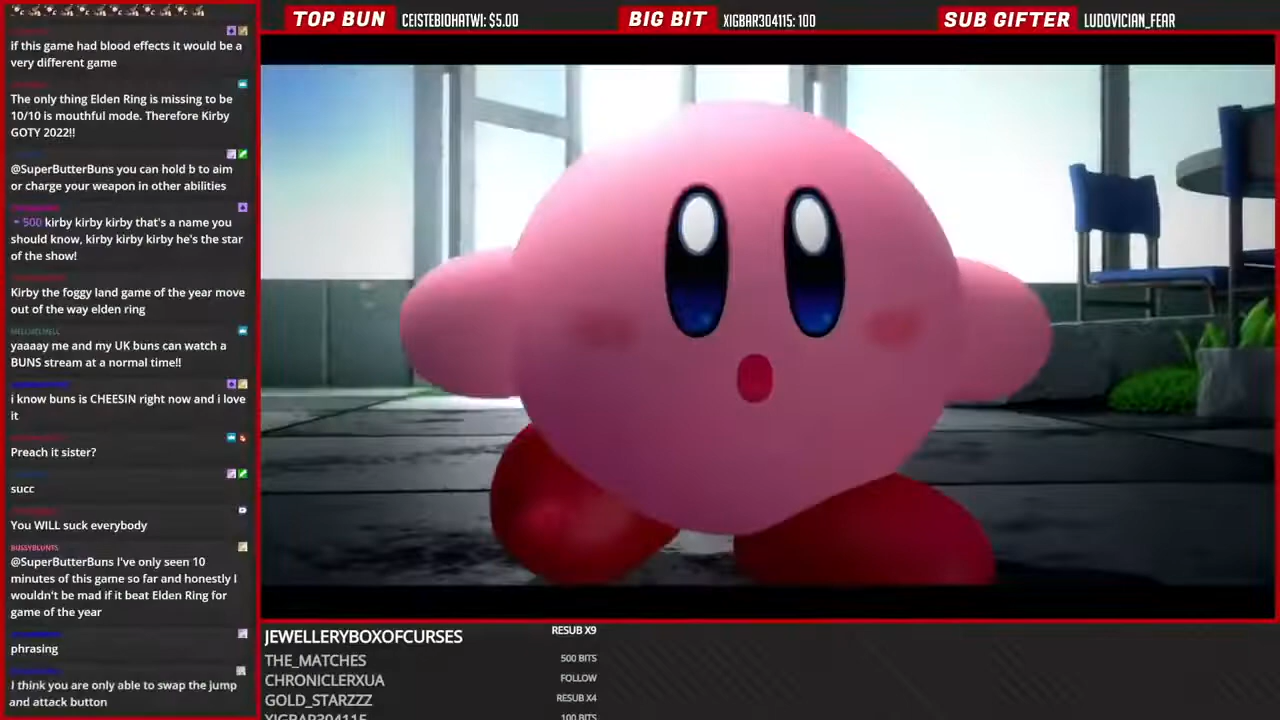 TOP BUN CEISTEBIOHATWI: $5.00 BIG BIT XIGBAR304115: 100 SUB GIFTER LUDOVICIAN_FEAR
if this game had blood effects it would be a
very different game
The only thing Elden Ring is missing to be
10/10 is mouthful mode. Therefore Kirby
GOTY 2022!!
@SuperButterBuns you can hold b to aim
or charge your weapon in other abilities
500 kirby kirby kirby that's a name you
should know, kirby kirby kirby he's the star
of the show!
Kirby the foggy land game of the year move
out of the way elden ring
yaaaay me and my UK buns can watch a
BUNS stream at a normal time!!
i know buns is CHEESIN right now and i love
it
Preach it sister?
succ
You WILL suck everybody
BUSSYBLUNTS
@SuperButterBuns I've only seen 10
minutes of this game so far and honestly I
wouldn't be mad if it beat Elden Ring for
game of the year
phrasing
I think you are only able to swap the jump
and attack button
JEWELLERYBOXOFCURSES RESUB X9
THE_MATCHES 500 BITS
CHRONICLERXUA FOLLOW
GOLD_STARZZZ RESUB X4
XIGBAR304115 100 BITS